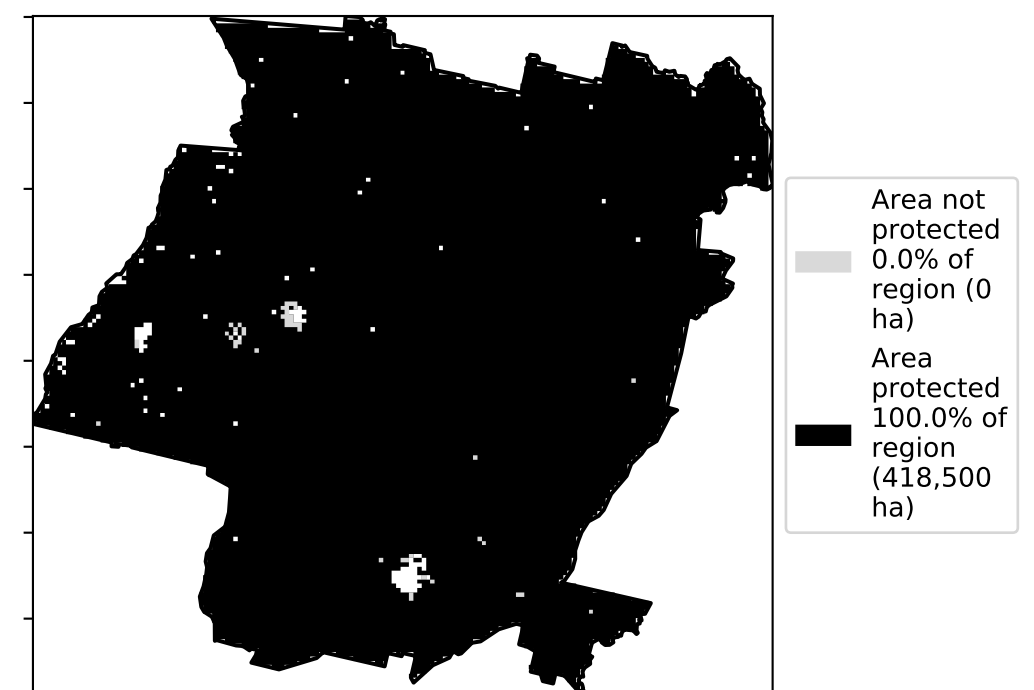 Area not
protected
0.0% of
region (0
ha)
Area
protected
100.0% of
region
(418,500
ha)